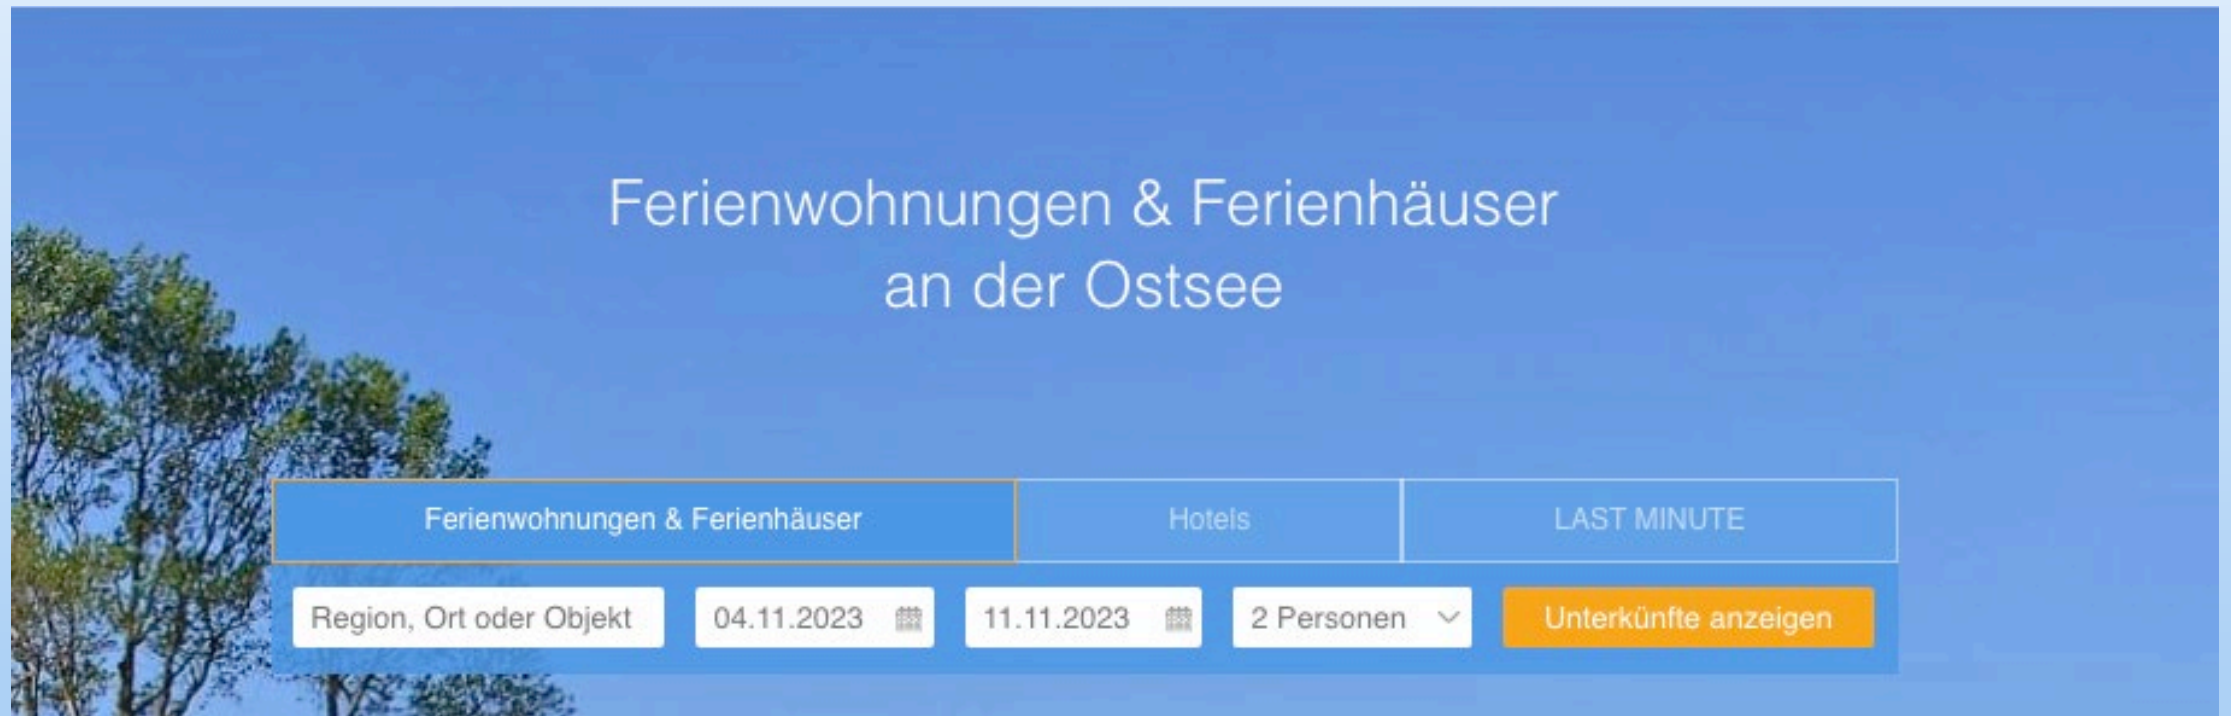 Ferienwohnungen & Ferienhäuser
an der Ostsee
Ferienwohnungen & Ferienhäuser Hotels LAST MINUTE
Region, Ort oder Objekt 04.11.2023 11.11.2023 2 Personen Unterkünfte anzeigen